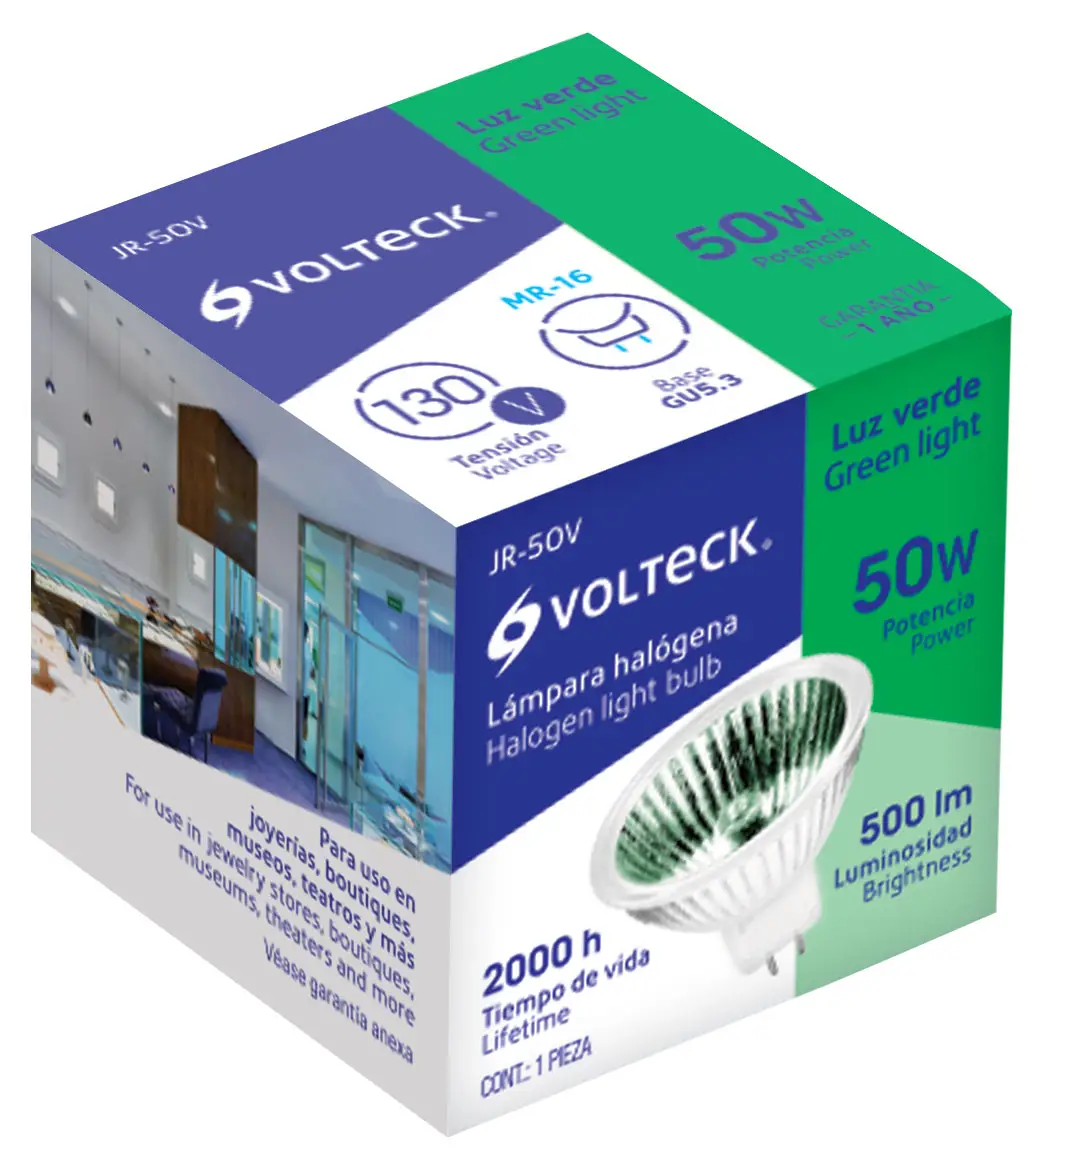 JR-50V
VOLTECK®
Luz verde
Green light
50W
Potencia
Power
GARANTÍA
– 1 AÑO –
MR-16
130 V
Tensión
Voltage
Base
GU5.3
JR-50V
VOLTECK®
Lámpara halógena
Halogen light bulb
Luz verde
Green light
50W
Potencia
Power
500 lm
Luminosidad
Brightness
2000 h
Tiempo de vida
Lifetime
CONT.: 1 PIEZA
Para uso en
joyerías, boutiques,
museos, teatros y más
For use in jewelry stores, boutiques,
museums, theaters and more
Véase garantía anexa